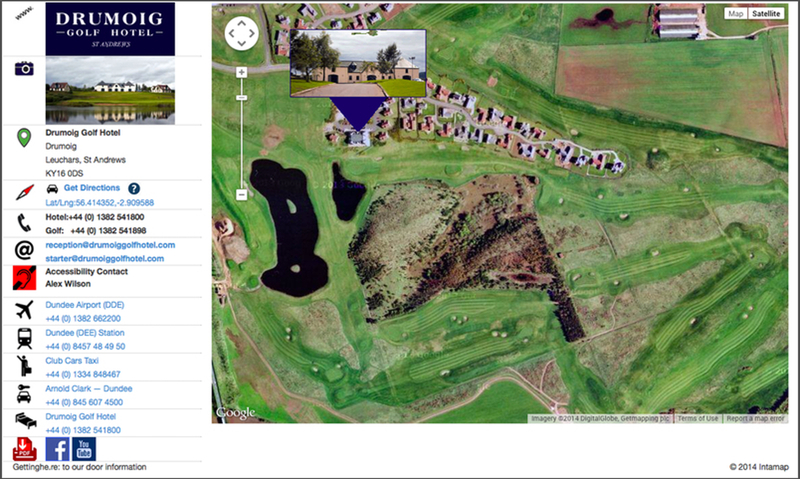 www.
DRUMOIG
GOLF HOTEL
ST ANDREWS
Drumoig Golf Hotel
Drumoig
Leuchars, St Andrews
KY16 0DS
Get Directions ?
Lat/Lng:56.414352,-2.909588
Hotel:+44 (0) 1382 541800
Golf: +44 (0) 1382 541898
@ reception@drumoiggolfhotel.com
starter@drumoiggolfhotel.com
Accessibility Contact
Alex Wilson
Dundee Airport (DDE)
+44 (0) 1382 662200
Dundee (DEE) Station
+44 (0) 8457 48 49 50
Club Cars Taxi
+44 (0) 1334 848467
Arnold Clark — Dundee
+44 (0) 845 607 4500
Drumoig Golf Hotel
+44 (0) 1382 541800
PDF f You Tube
Gettinghe.re: to our door information
Map Satellite
Google
Imagery ©2014 DigitalGlobe, Getmapping plc Terms of Use Report a map error
© 2014 Intamap